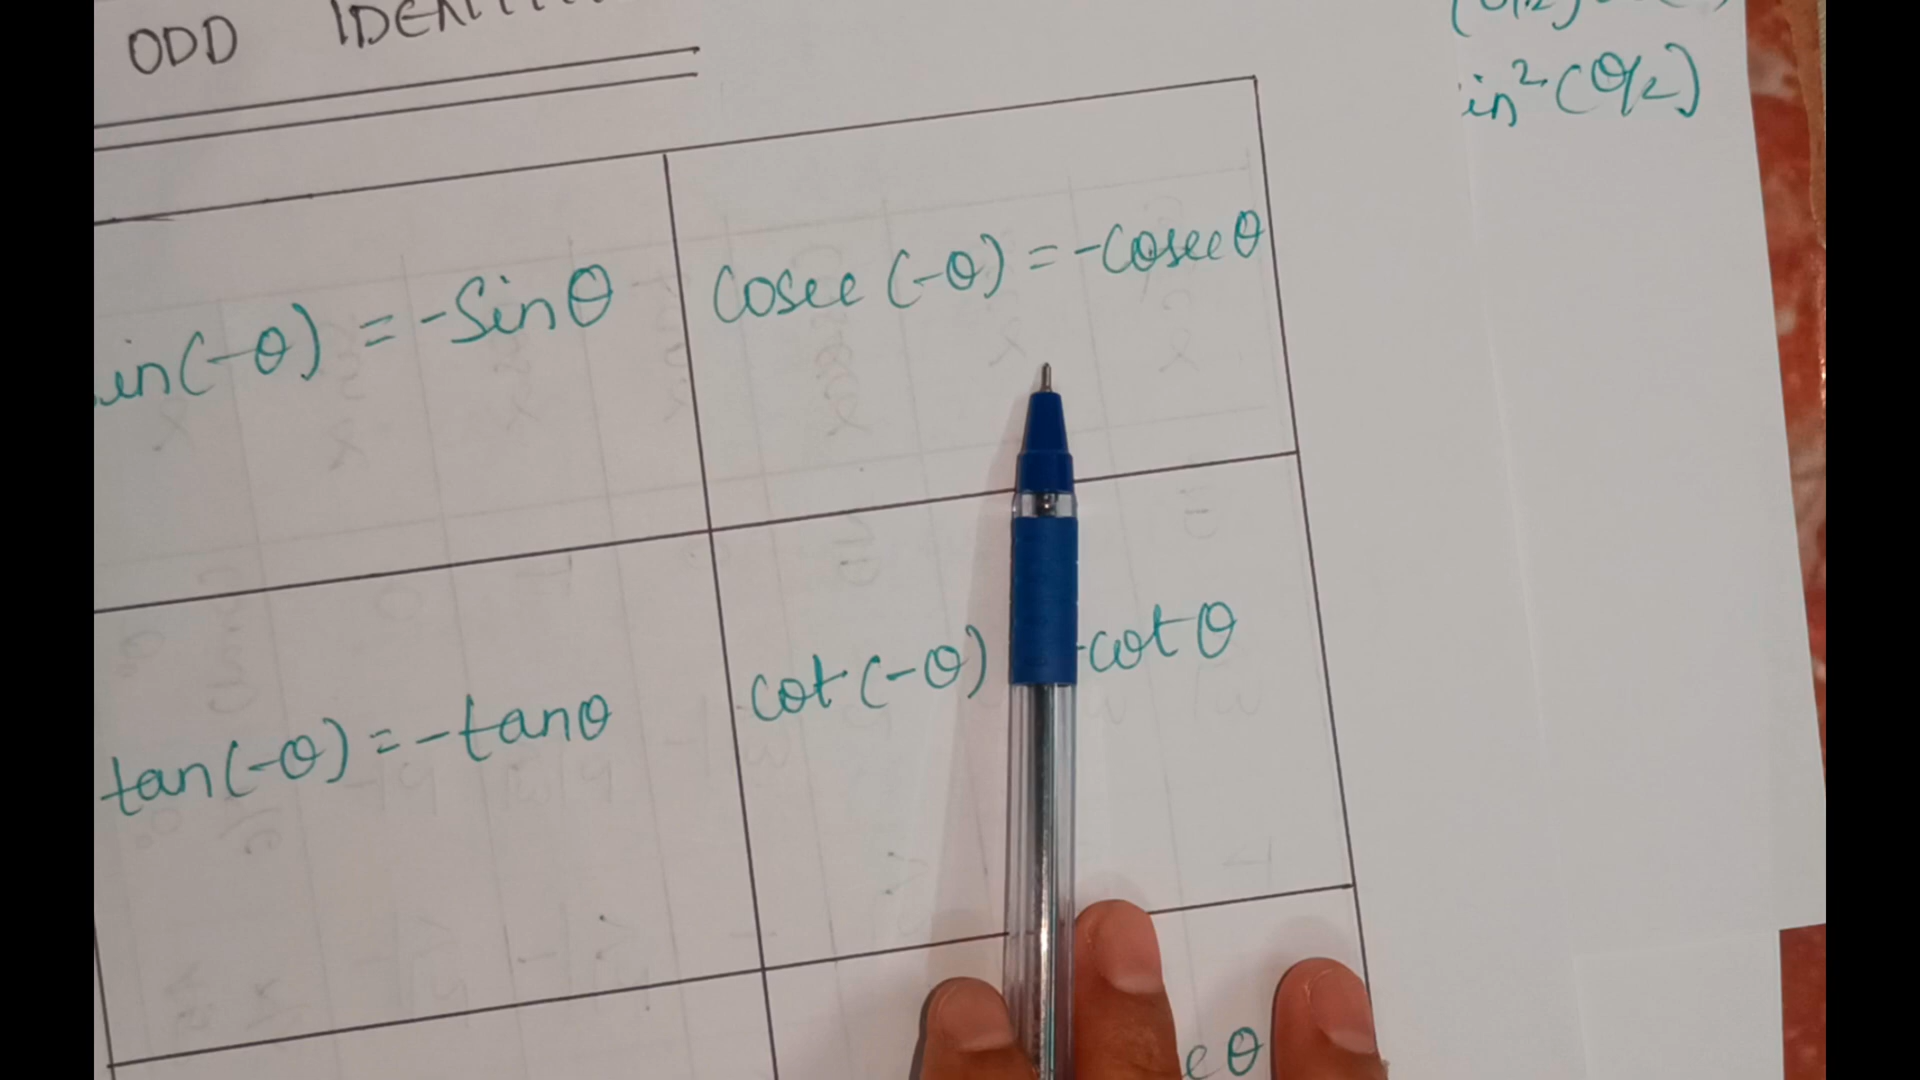 ODD
in² (θ/2)
in(-θ) = -Sinθ
Cosec (-θ) = -Cosecθ
tan(-θ) = -tanθ
cot (-θ) -cotθ
c θ